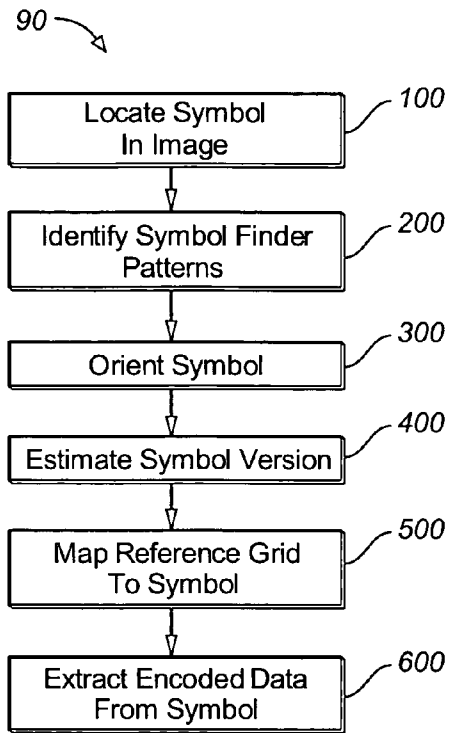 90
100
Locate Symbol
In Image
200
Identify Symbol Finder
Patterns
300
Orient Symbol
400
Estimate Symbol Version
500
Map Reference Grid
To Symbol
600
Extract Encoded Data
From Symbol